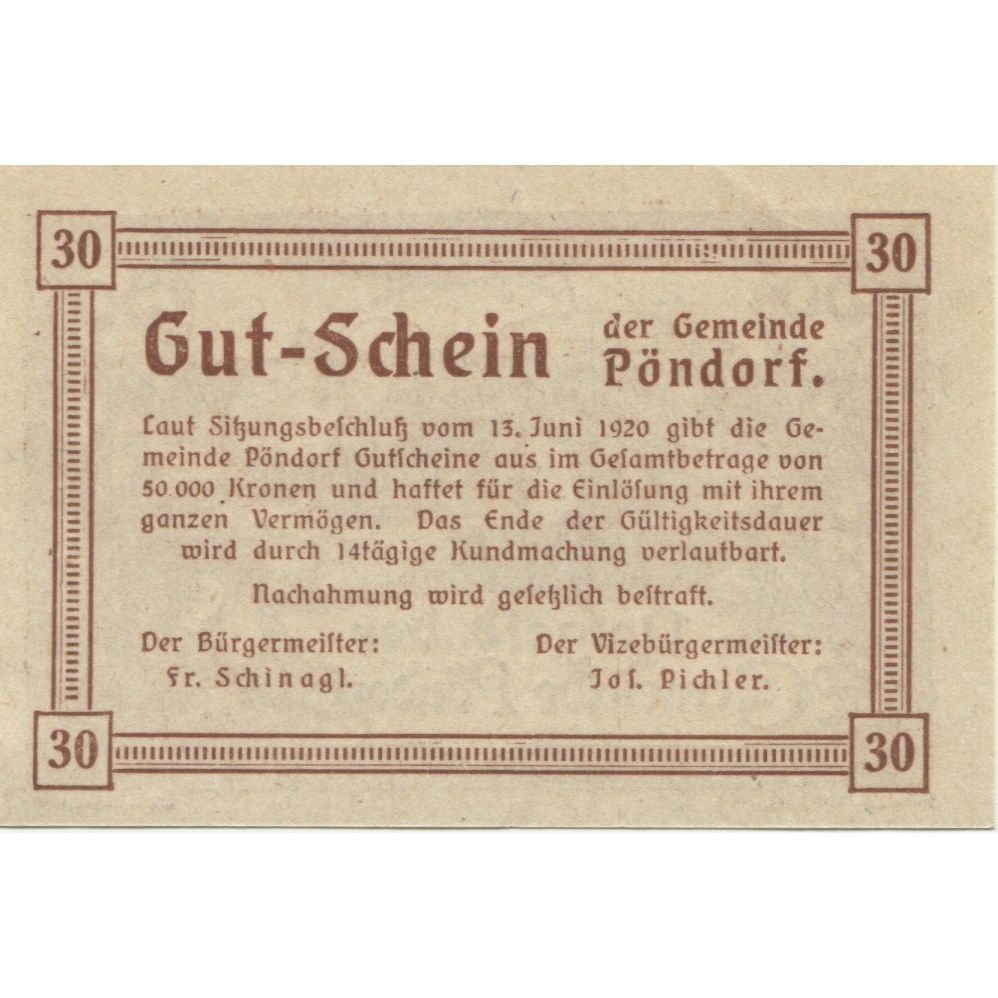 30 30
Gut-Schein der Gemeinde
Pöndorf.
Laut Sitzungsbeschluß vom 13. Juni 1920 gibt die Ge-
meinde Pöndorf Gutscheine aus im Gesamtbetrage von
50.000 Kronen und haftet für die Einlösung mit ihrem
ganzen Vermögen. Das Ende der Gültigkeitsdauer
wird durch 14tägige Kundmachung verlautbart.
Nachahmung wird gesetzlich bestraft.
Der Bürgermeister: Der Vizebürgermeister:
Fr. Schinagl. Jos. Pichler.
30 30